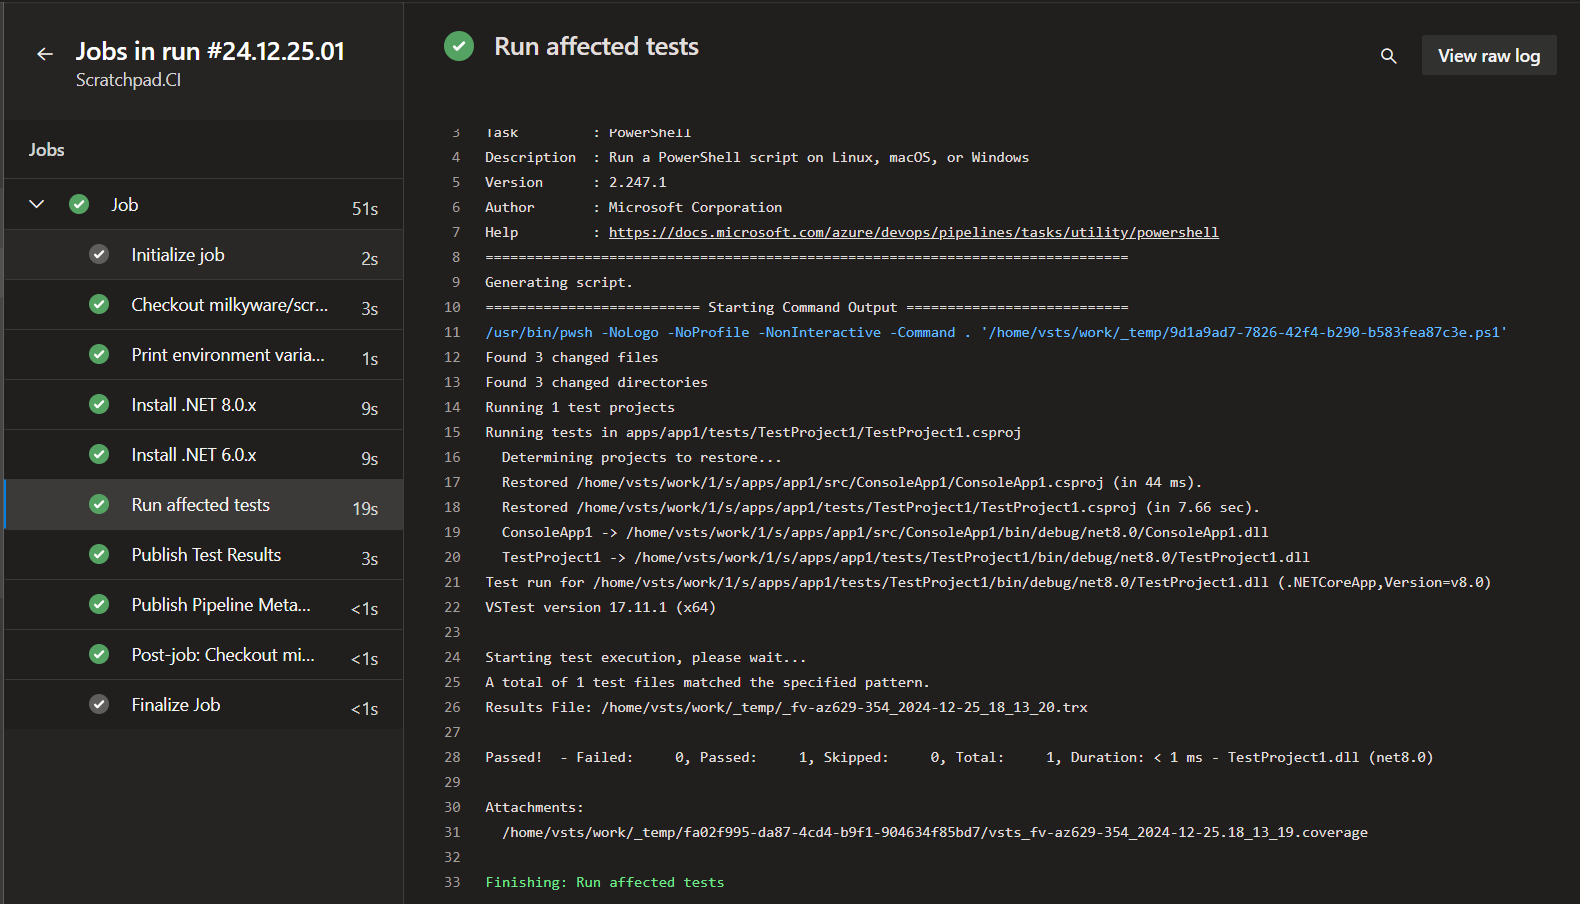 Jobs in run #24.12.25.01
Scratchpad.CI
Jobs
Job 51s
Initialize job 2s
Checkout milkyware/scr... 3s
Print environment varia... 1s
Install .NET 8.0.x 9s
Install .NET 6.0.x 9s
Run affected tests 19s
Publish Test Results 3s
Publish Pipeline Meta... <1s
Post-job: Checkout mi... <1s
Finalize Job <1s
Run affected tests
View raw log
3 Task : PowerShell
4 Description : Run a PowerShell script on Linux, macOS, or Windows
5 Version : 2.247.1
6 Author : Microsoft Corporation
7 Help : https://docs.microsoft.com/azure/devops/pipelines/tasks/utility/powershell
8 ==============================================================================
9 Generating script.
10 ========================== Starting Command Output ===========================
11 /usr/bin/pwsh -NoLogo -NoProfile -NonInteractive -Command . '/home/vsts/work/_temp/9d1a9ad7-7826-42f4-b290-b583fea87c3e.ps1'
12 Found 3 changed files
13 Found 3 changed directories
14 Running 1 test projects
15 Running tests in apps/app1/tests/TestProject1/TestProject1.csproj
16 Determining projects to restore...
17 Restored /home/vsts/work/1/s/apps/app1/src/ConsoleApp1/ConsoleApp1.csproj (in 44 ms).
18 Restored /home/vsts/work/1/s/apps/app1/tests/TestProject1/TestProject1.csproj (in 7.66 sec).
19 ConsoleApp1 -> /home/vsts/work/1/s/apps/app1/src/ConsoleApp1/bin/debug/net8.0/ConsoleApp1.dll
20 TestProject1 -> /home/vsts/work/1/s/apps/app1/tests/TestProject1/bin/debug/net8.0/TestProject1.dll
21 Test run for /home/vsts/work/1/s/apps/app1/tests/TestProject1/bin/debug/net8.0/TestProject1.dll (.NETCoreApp,Version=v8.0)
22 VSTest version 17.11.1 (x64)
23
24 Starting test execution, please wait...
25 A total of 1 test files matched the specified pattern.
26 Results File: /home/vsts/work/_temp/_fv-az629-354_2024-12-25_18_13_20.trx
27
28 Passed! - Failed: 0, Passed: 1, Skipped: 0, Total: 1, Duration: < 1 ms - TestProject1.dll (net8.0)
29
30 Attachments:
31 /home/vsts/work/_temp/fa02f995-da87-4cd4-b9f1-904634f85bd7/vsts_fv-az629-354_2024-12-25.18_13_19.coverage
32
33 Finishing: Run affected tests